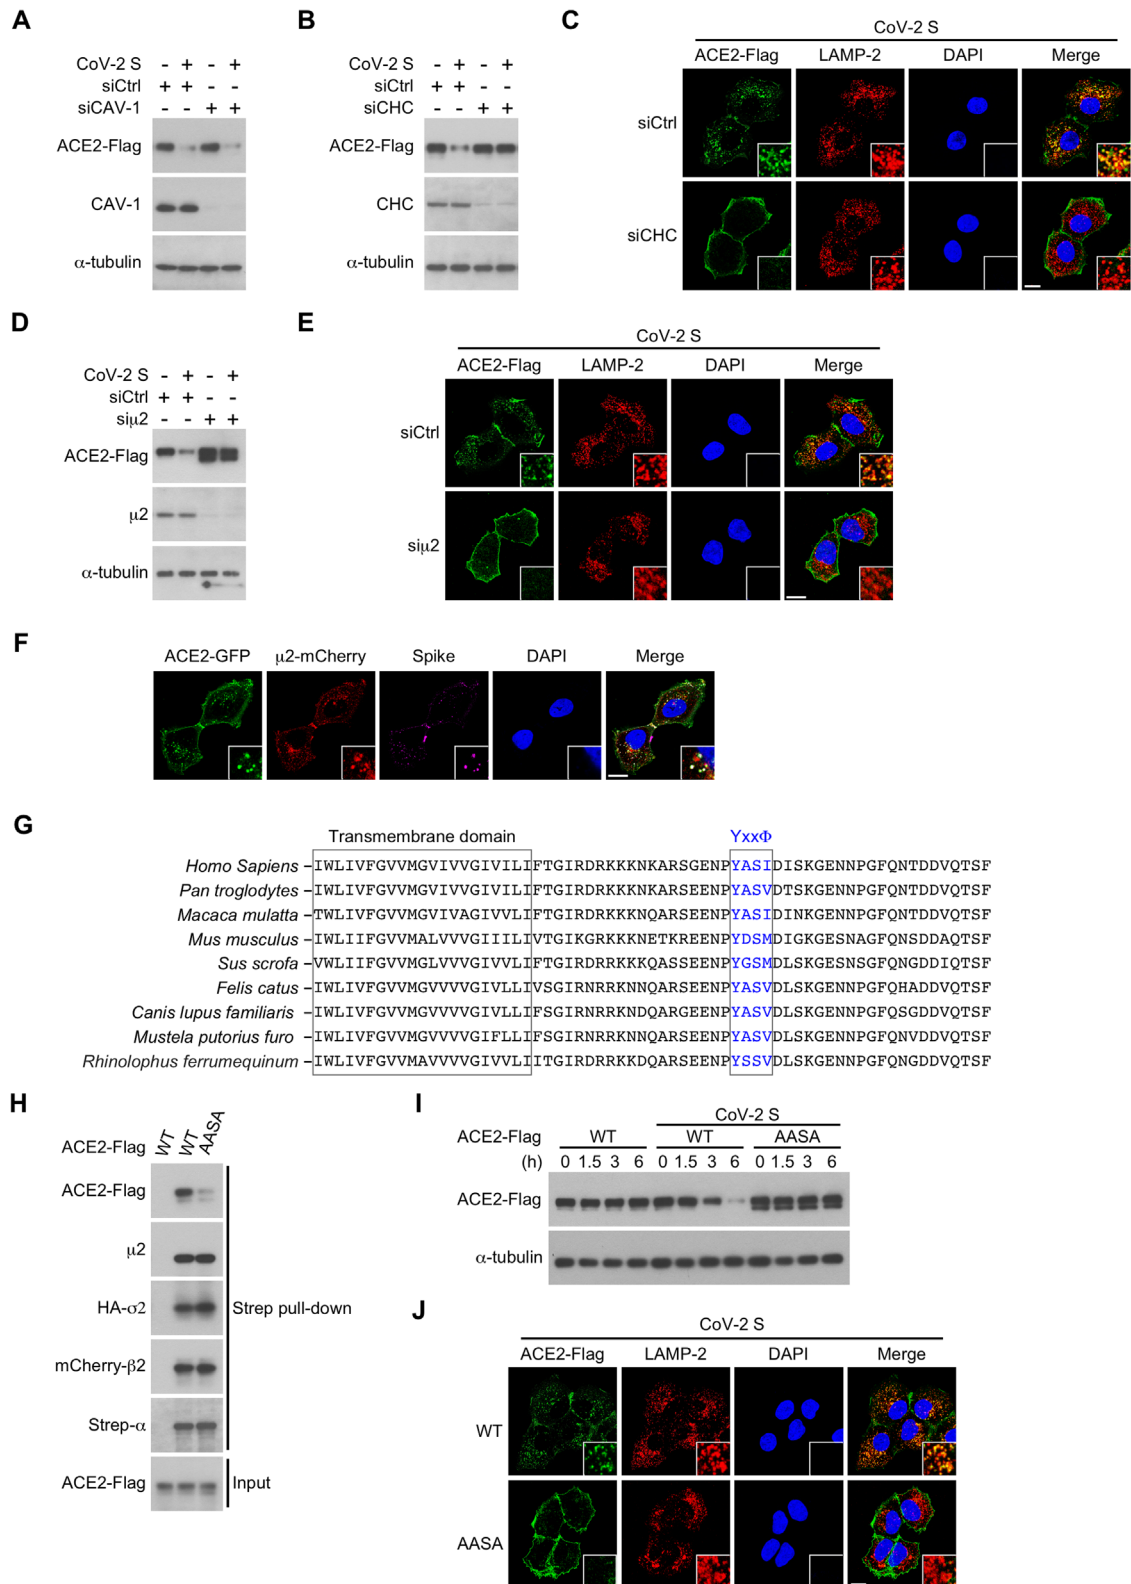 A
CoV-2 S - + - +
siCtrl + + - -
siCAV-1 - - + +
ACE2-Flag
CAV-1
α-tubulin
B
CoV-2 S - + - +
siCtrl + + - -
siCHC - - + +
ACE2-Flag
CHC
α-tubulin
C
CoV-2 S
ACE2-Flag LAMP-2 DAPI Merge
siCtrl
siCHC
D
CoV-2 S - + - +
siCtrl + + - -
siμ2 - - + +
ACE2-Flag
μ2
α-tubulin
E
CoV-2 S
ACE2-Flag LAMP-2 DAPI Merge
siCtrl
siμ2
F
ACE2-GFP μ2-mCherry Spike DAPI Merge
G
Transmembrane domain YxxΦ
Homo Sapiens – IWLIVFGVVMGVIVVGIVILIFTGIRDRKKKNKARSGENPYASIDISKGENNPGFQNTDDVQTSF
Pan troglodytes – IWLIVFGVVMGVIVVGIVILIFTGIRDRKKKNKARSEENPYASVDTSKGENNPGFQNTDDVQTSF
Macaca mulatta – TWLIVFGVVMGVIVAGIVVLIFTGIRDRKKKNQARSEENPYASIDINKGENNPGFQNTDDVQTSF
Mus musculus – IWLIIFGVVMALVVVGIIILIVTGIKGRKKKNETKREENPYDSMDIGKGESNAGFQNSDDAQTSF
Sus scrofa – VWLIIFGVVMGLVVVGIVVLIFTGIRDRRKKKQASSEENPYGSMDLSKGESNSGFQNGDDIQTSF
Felis catus – IWLIVFGVVMGVVVVGIVLLIVSGIRNRRKNNQARSEENPYASVDLSKGENNPGFQHADDVQTSF
Canis lupus familiaris – IWLIVFGVVMGVVVVGIVLLIFSGIRNRRKNDQARGEENPYASVDLSKGENNPGFQSGDDVQTSF
Mustela putorius furo – IWLIVFGVVMGVVVVGIFLLIFSGIRNRRKNNQARSEENPYASVDLSKGENNPGFQNVDDVQTSF
Rhinolophus ferrumequinum – IWLIVFGVVMAVVVVGIVVLIITGIRDRRKKDQARSEENPYSSVDLSKGENNPGFQNGDDVQTSF
H
ACE2-Flag WT WT AASA
ACE2-Flag
μ2
HA-σ2
Strep pull-down
mCherry-β2
Strep-α
ACE2-Flag
Input
I
CoV-2 S
ACE2-Flag WT WT AASA
(h) 0 1.5 3 6 0 1.5 3 6 0 1.5 3 6
ACE2-Flag
α-tubulin
J
CoV-2 S
ACE2-Flag LAMP-2 DAPI Merge
WT
AASA